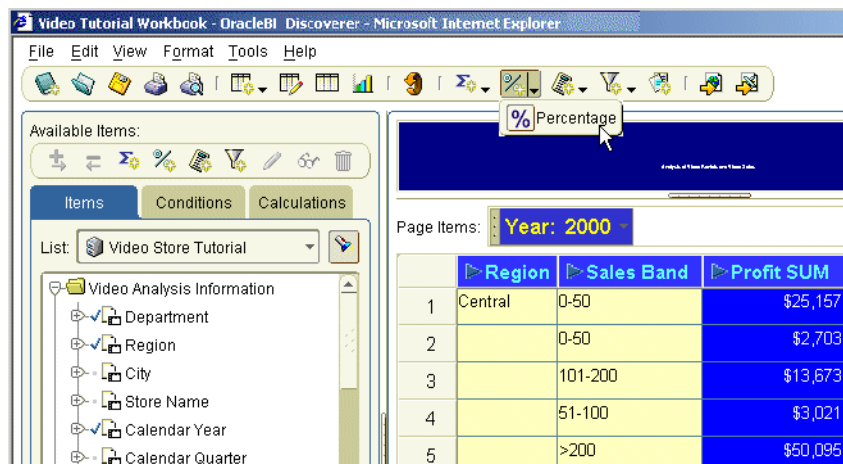 Video Tutorial Workbook - OracleBI Discoverer - Microsoft Internet Explorer
File Edit View Format Tools Help
% Percentage
Available Items:
Items Conditions Calculations
List: Video Store Tutorial
Video Analysis Information
Department
Region
City
Store Name
Calendar Year
Calendar Quarter
Page Items: Year: 2000
Region Sales Band Profit SUM
1 Central 0-50 $25,157
2 0-50 $2,703
3 101-200 $13,673
4 51-100 $3,021
5 >200 $50,095